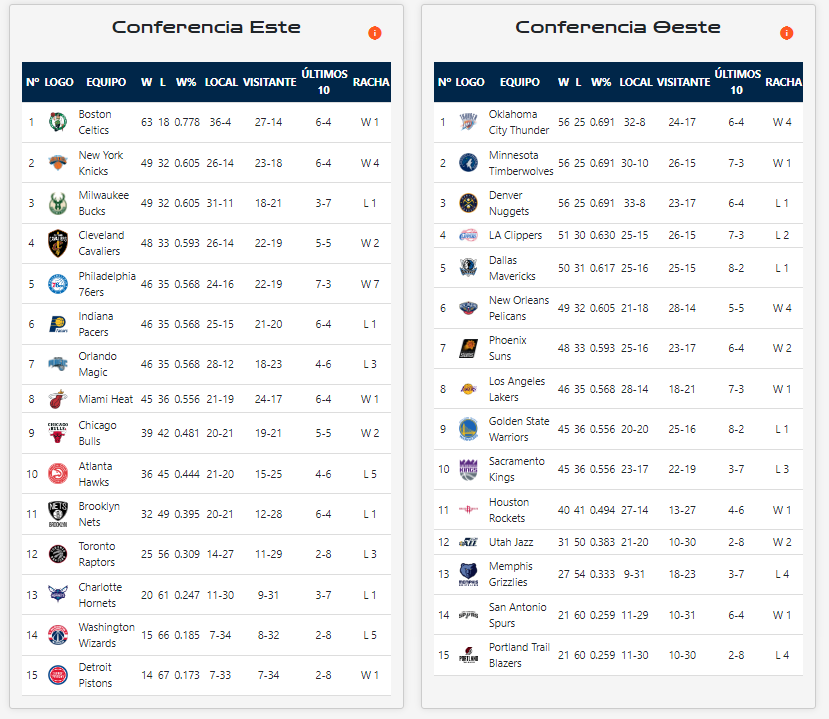 Conferencia Este
Nº LOGO EQUIPO W L W% LOCAL VISITANTE ÚLTIMOS 10 RACHA
1 Boston Celtics 63 18 0.778 36-4 27-14 6-4 W 1
2 New York Knicks 49 32 0.605 26-14 23-18 6-4 W 4
3 Milwaukee Bucks 49 32 0.605 31-11 18-21 3-7 L 1
4 Cleveland Cavaliers 48 33 0.593 26-14 22-19 5-5 W 2
5 Philadelphia 76ers 46 35 0.568 24-16 22-19 7-3 W 7
6 Indiana Pacers 46 35 0.568 25-15 21-20 6-4 L 1
7 Orlando Magic 46 35 0.568 28-12 18-23 4-6 L 3
8 Miami Heat 45 36 0.556 21-19 24-17 6-4 W 1
9 Chicago Bulls 39 42 0.481 20-21 19-21 5-5 W 2
10 Atlanta Hawks 36 45 0.444 21-20 15-25 4-6 L 5
11 Brooklyn Nets 32 49 0.395 20-21 12-28 6-4 L 1
12 Toronto Raptors 25 56 0.309 14-27 11-29 2-8 L 3
13 Charlotte Hornets 20 61 0.247 11-30 9-31 3-7 L 1
14 Washington Wizards 15 66 0.185 7-34 8-32 2-8 L 5
15 Detroit Pistons 14 67 0.173 7-33 7-34 2-8 W 1
Conferencia Oeste
Nº LOGO EQUIPO W L W% LOCAL VISITANTE ÚLTIMOS 10 RACHA
1 Oklahoma City Thunder 56 25 0.691 32-8 24-17 6-4 W 4
2 Minnesota Timberwolves 56 25 0.691 30-10 26-15 7-3 W 1
3 Denver Nuggets 56 25 0.691 33-8 23-17 6-4 L 1
4 LA Clippers 51 30 0.630 25-15 26-15 7-3 L 2
5 Dallas Mavericks 50 31 0.617 25-16 25-15 8-2 L 1
6 New Orleans Pelicans 49 32 0.605 21-18 28-14 5-5 W 4
7 Phoenix Suns 48 33 0.593 25-16 23-17 6-4 W 2
8 Los Angeles Lakers 46 35 0.568 28-14 18-21 7-3 W 1
9 Golden State Warriors 45 36 0.556 20-20 25-16 8-2 L 1
10 Sacramento Kings 45 36 0.556 23-17 22-19 3-7 L 3
11 Houston Rockets 40 41 0.494 27-14 13-27 4-6 W 1
12 Utah Jazz 31 50 0.383 21-20 10-30 2-8 W 2
13 Memphis Grizzlies 27 54 0.333 9-31 18-23 3-7 L 4
14 San Antonio Spurs 21 60 0.259 11-29 10-31 6-4 W 1
15 Portland Trail Blazers 21 60 0.259 11-30 10-30 2-8 L 4